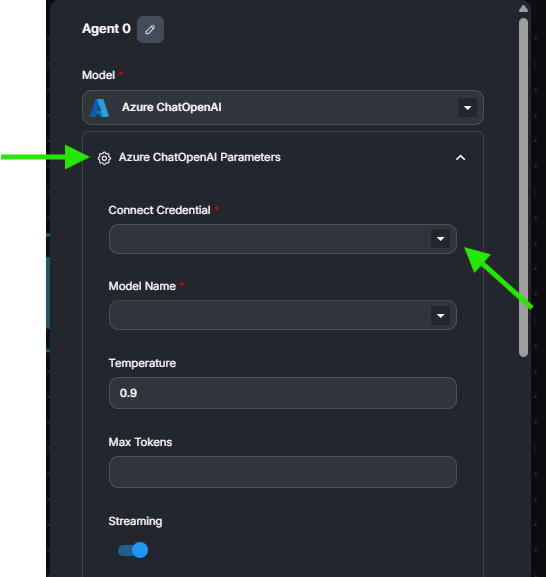 Agent 0
Model *
Azure ChatOpenAI
Azure ChatOpenAI Parameters
Connect Credential *
Model Name *
Temperature
0.9
Max Tokens
Streaming